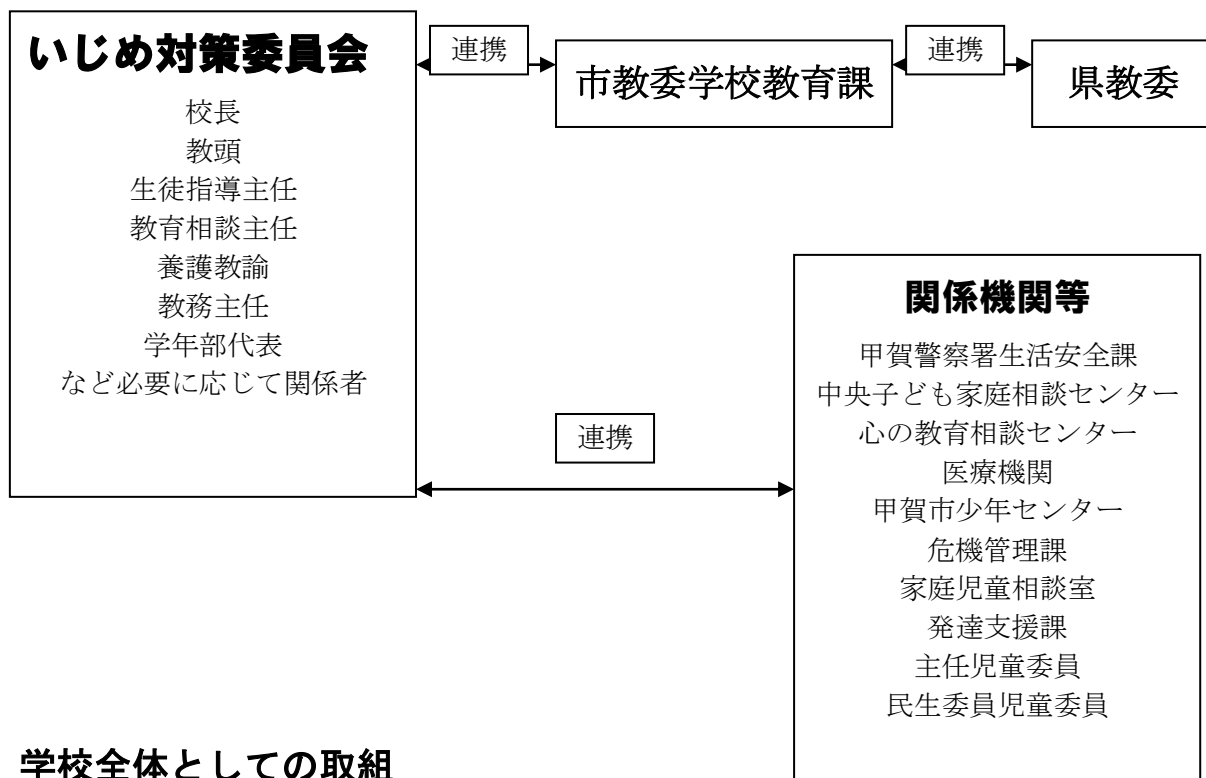 いじめ対策委員会
校長
教頭
生徒指導主任
教育相談主任
養護教諭
教務主任
学年部代表
など必要に応じて関係者
連携
市教委学校教育課
連携
県教委
連携
関係機関等
甲賀警察署生活安全課
中央子ども家庭相談センター
心の教育相談センター
医療機関
甲賀市少年センター
危機管理課
家庭児童相談室
発達支援課
主任児童委員
民生委員児童委員
学校全体としての取組